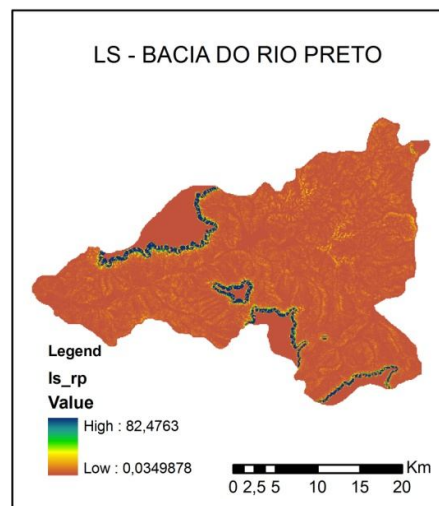 LS - BACIA DO RIO PRETO
Legend
ls_rp
Value
High : 82,4763
Low : 0,0349878
Km
0 2,5 5 10 15 20